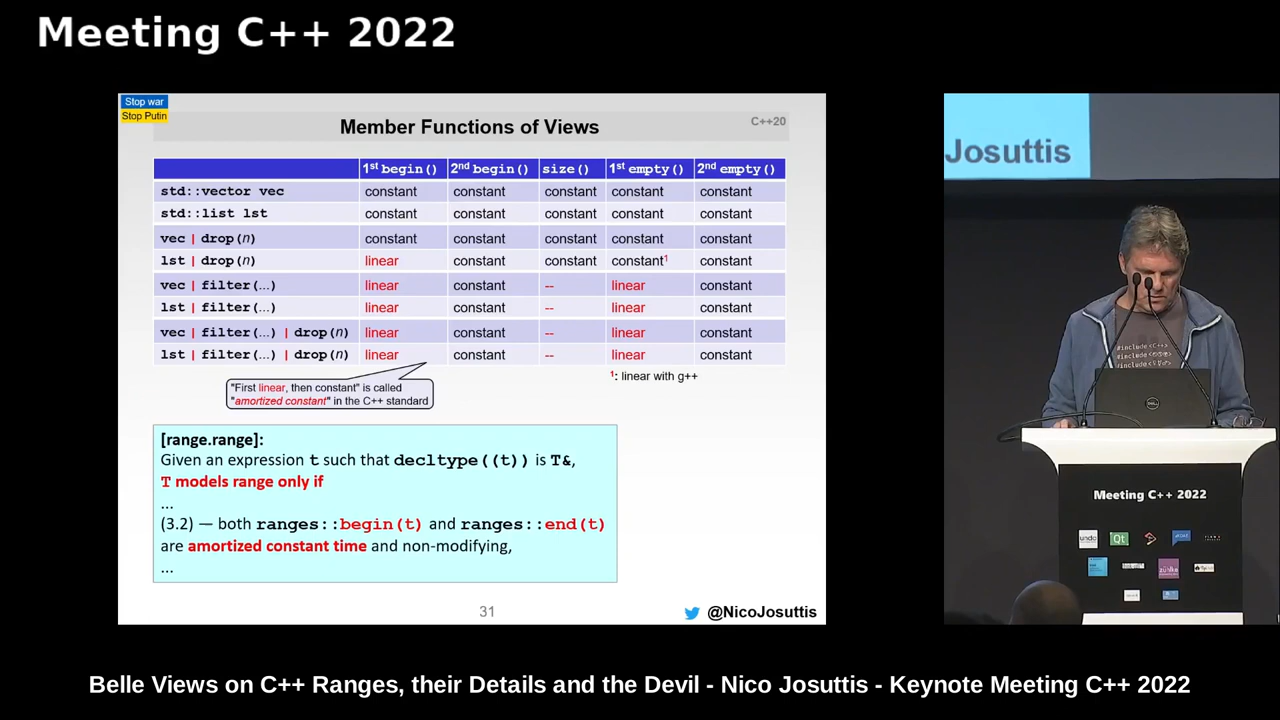 Meeting C++ 2022
Stop war
Stop Putin
Member Functions of Views
C++20
1st begin() 2nd begin() size() 1st empty() 2nd empty()
std::vector vec constant constant constant constant constant
std::list lst constant constant constant constant constant
vec | drop(n) constant constant constant constant constant
lst | drop(n) linear constant constant constant1 constant
vec | filter(...) linear constant -- linear constant
lst | filter(...) linear constant -- linear constant
vec | filter(...) | drop(n) linear constant -- linear constant
lst | filter(...) | drop(n) linear constant -- linear constant
1: linear with g++
"First linear, then constant" is called
"amortized constant" in the C++ standard
[range.range]:
Given an expression t such that decltype((t)) is T&,
T models range only if
...
(3.2) — both ranges::begin(t) and ranges::end(t)
are amortized constant time and non-modifying,
...
31
@NicoJosuttis
Josuttis
#include <C++>
#include
#include
DELL
Meeting C++ 2022
undo
Qt
zühlke
Belle Views on C++ Ranges, their Details and the Devil - Nico Josuttis - Keynote Meeting C++ 2022